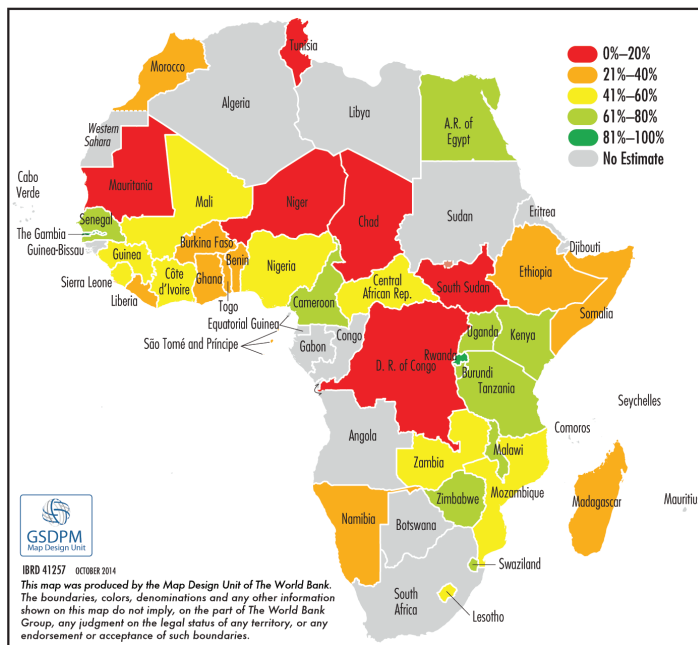 Tunisia
Morocco
Algeria
Libya
A.R. of
Egypt
Western
Sahara
Cabo
Verde
Mauritania
Mali
Niger
Chad
Sudan
Eritrea
Senegal
The Gambia
Guinea-Bissau
Guinea
Sierra Leone
Liberia
Côte
d'Ivoire
Burkina Faso
Ghana
Togo
Benin
Nigeria
Cameroon
Equatorial Guinea
São Tomé and Príncipe
Gabon
Congo
Central
African Rep.
South Sudan
Djibouti
Ethiopia
Somalia
Uganda
Kenya
Rwanda
Burundi
D. R. of Congo
Tanzania
Seychelles
Comoros
Angola
Zambia
Malawi
Mozambique
Zimbabwe
Madagascar
Mauritiu
Namibia
Botswana
Swaziland
South
Africa
Lesotho
0%–20%
21%–40%
41%–60%
61%–80%
81%–100%
No Estimate
GSDPM
Map Design Unit
IBRD 41257 OCTOBER 2014
This map was produced by the Map Design Unit of The World Bank.
The boundaries, colors, denominations and any other information
shown on this map do not imply, on the part of The World Bank
Group, any judgment on the legal status of any territory, or any
endorsement or acceptance of such boundaries.